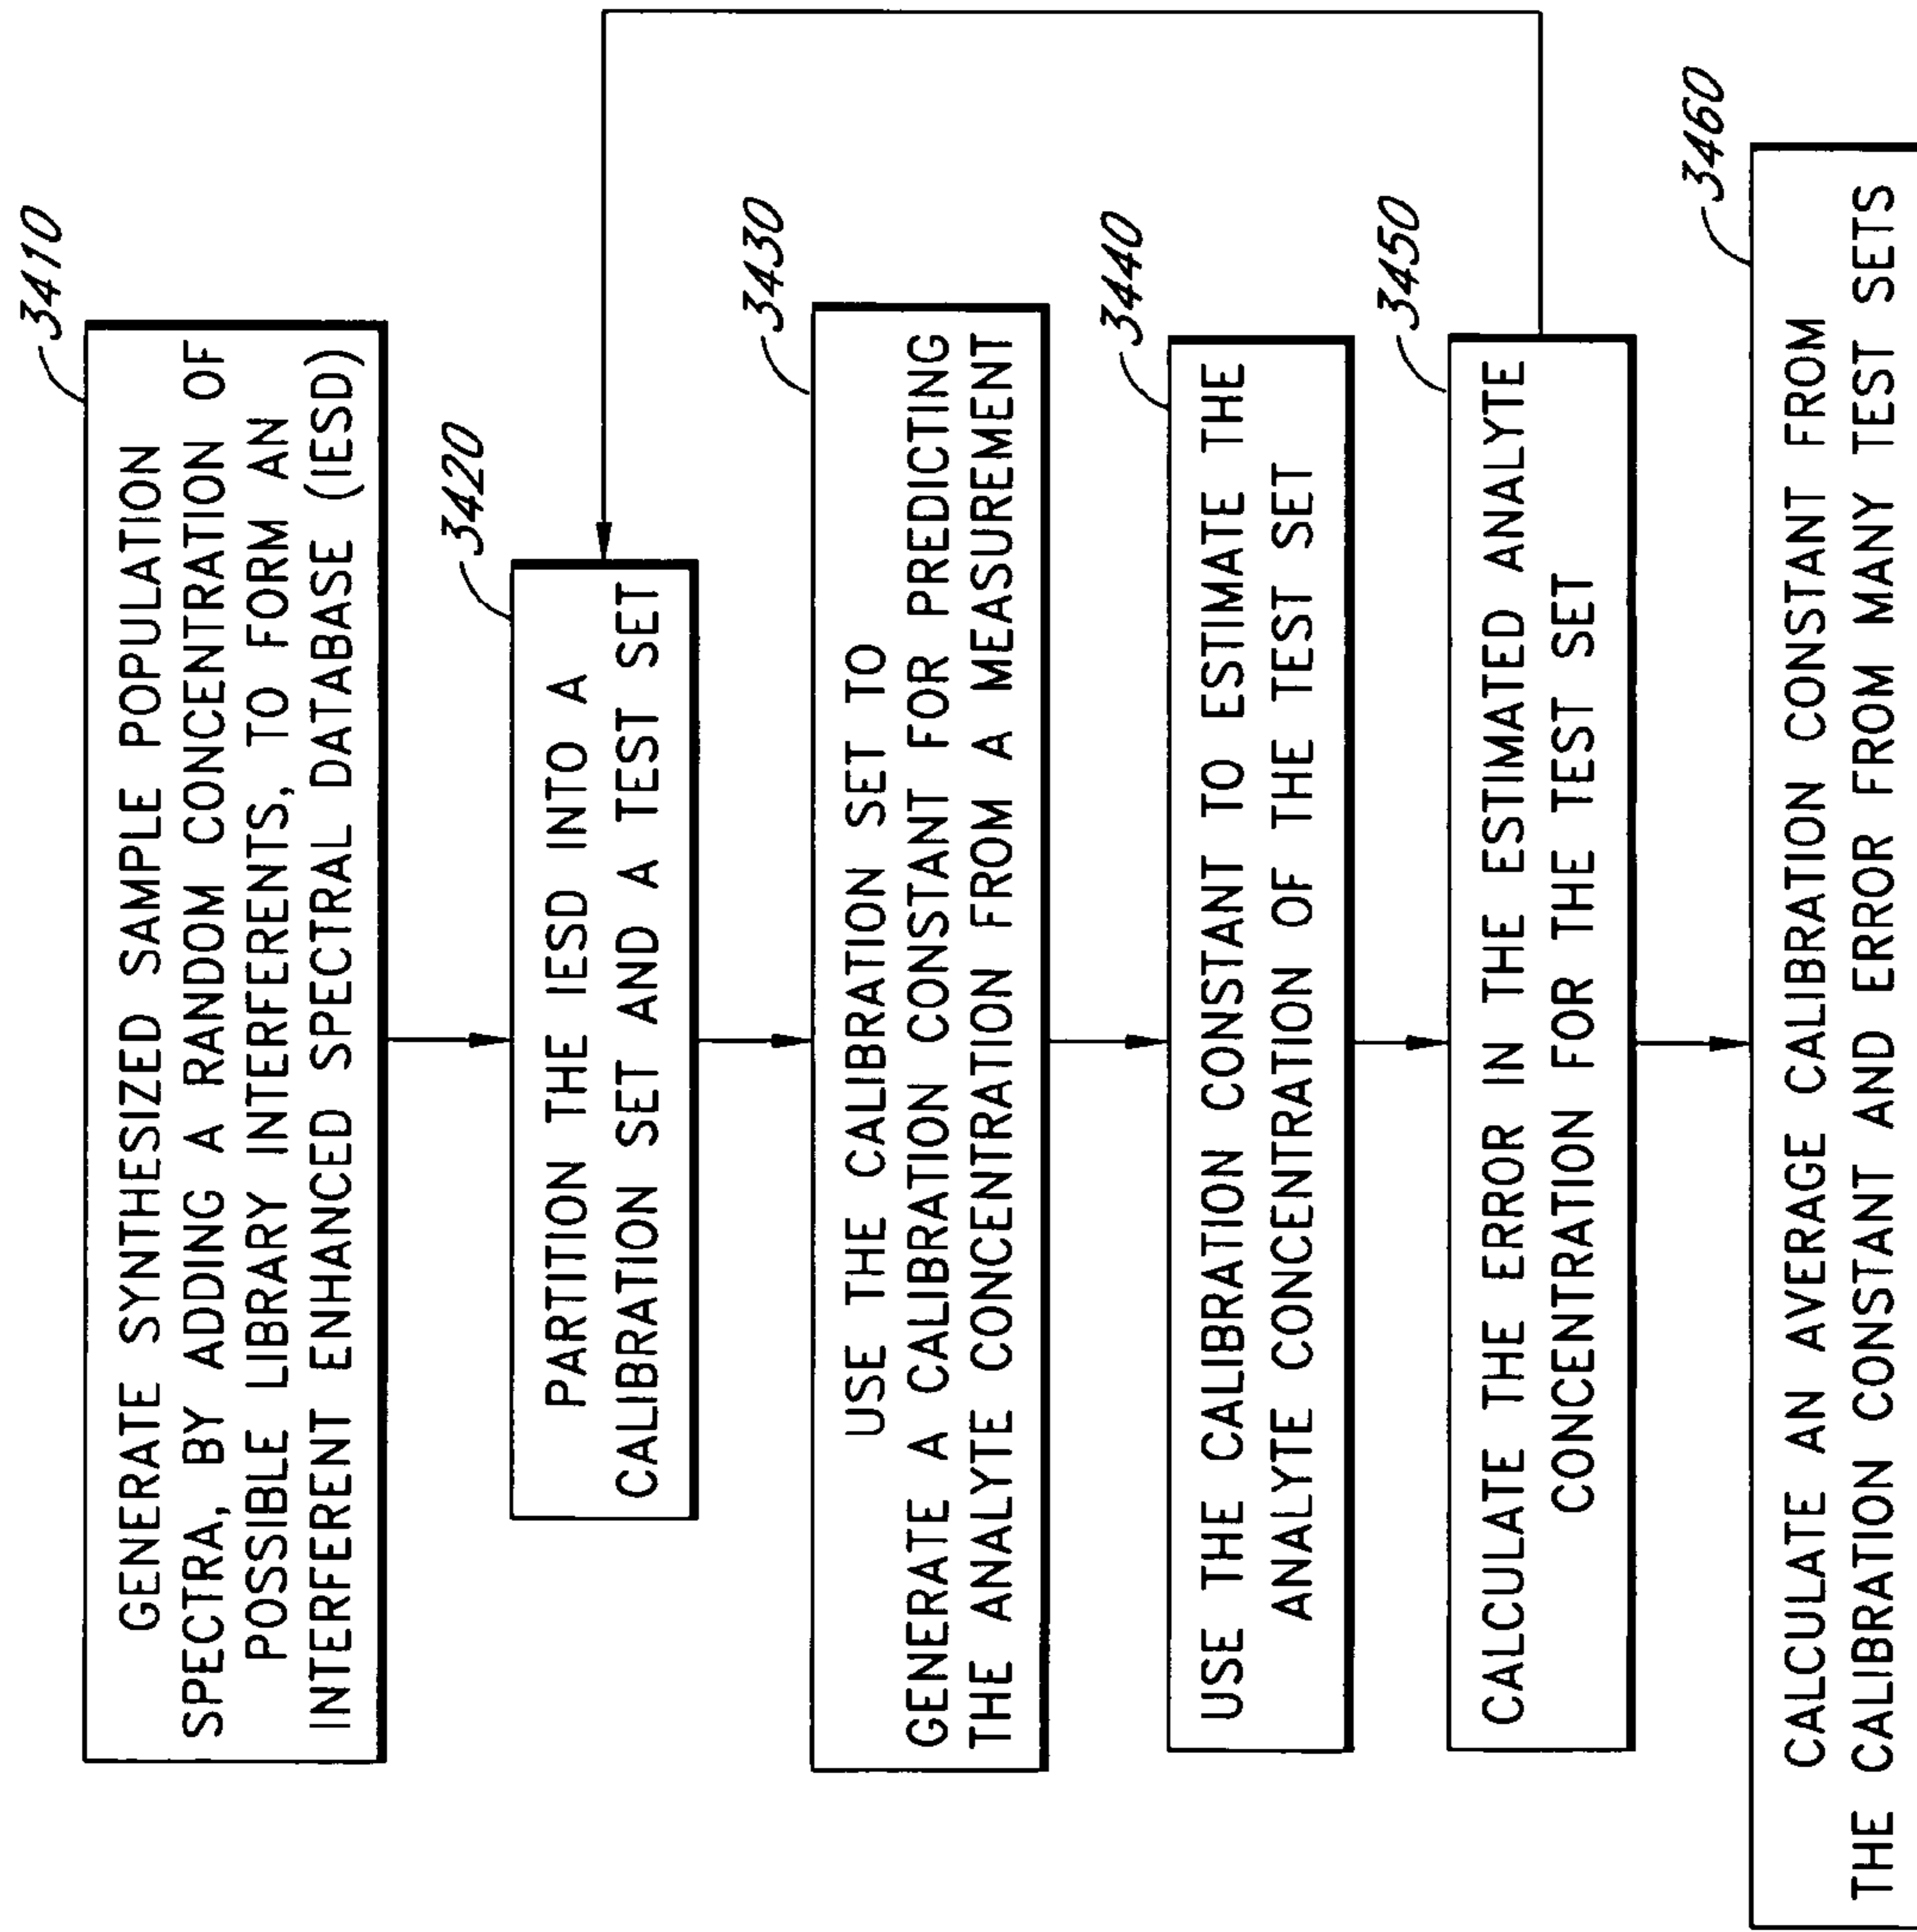 3410
GENERATE SYNTHESIZED SAMPLE POPULATION
SPECTRA, BY ADDING A RANDOM CONCENTRATION OF
POSSIBLE LIBRARY INTERFERENTS, TO FORM AN
INTERFERENT ENHANCED SPECTRAL DATABASE (IESD)
3420
PARTITION THE IESD INTO A
CALIBRATION SET AND A TEST SET
3430
USE THE CALIBRATION SET TO
GENERATE A CALIBRATION CONSTANT FOR PREDICTING
THE ANALYTE CONCENTRATION FROM A MEASUREMENT
3440
USE THE CALIBRATION CONSTANT TO ESTIMATE THE
ANALYTE CONCENTRATION OF THE TEST SET
3450
CALCULATE THE ERROR IN THE ESTIMATED ANALYTE
CONCENTRATION FOR THE TEST SET
3460
CALCULATE AN AVERAGE CALIBRATION CONSTANT FROM
THE CALIBRATION CONSTANT AND ERROR FROM MANY TEST SETS